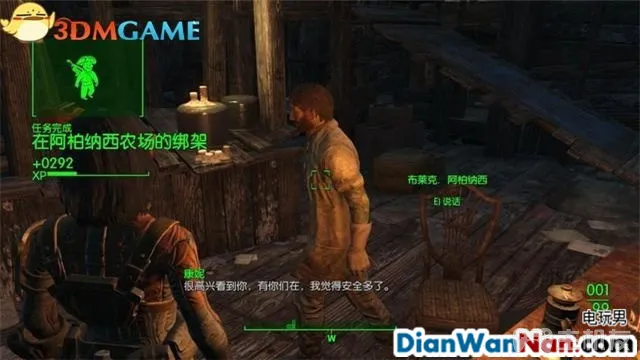 3DMGAME
任务完成
在阿柏纳西农场的绑架
+0292
XP
布莱克．阿柏纳西
E) 说话
康妮
很高兴看到你，有你们在，我觉得安全多了。
001
99
电玩男
W
DianWanNan.com